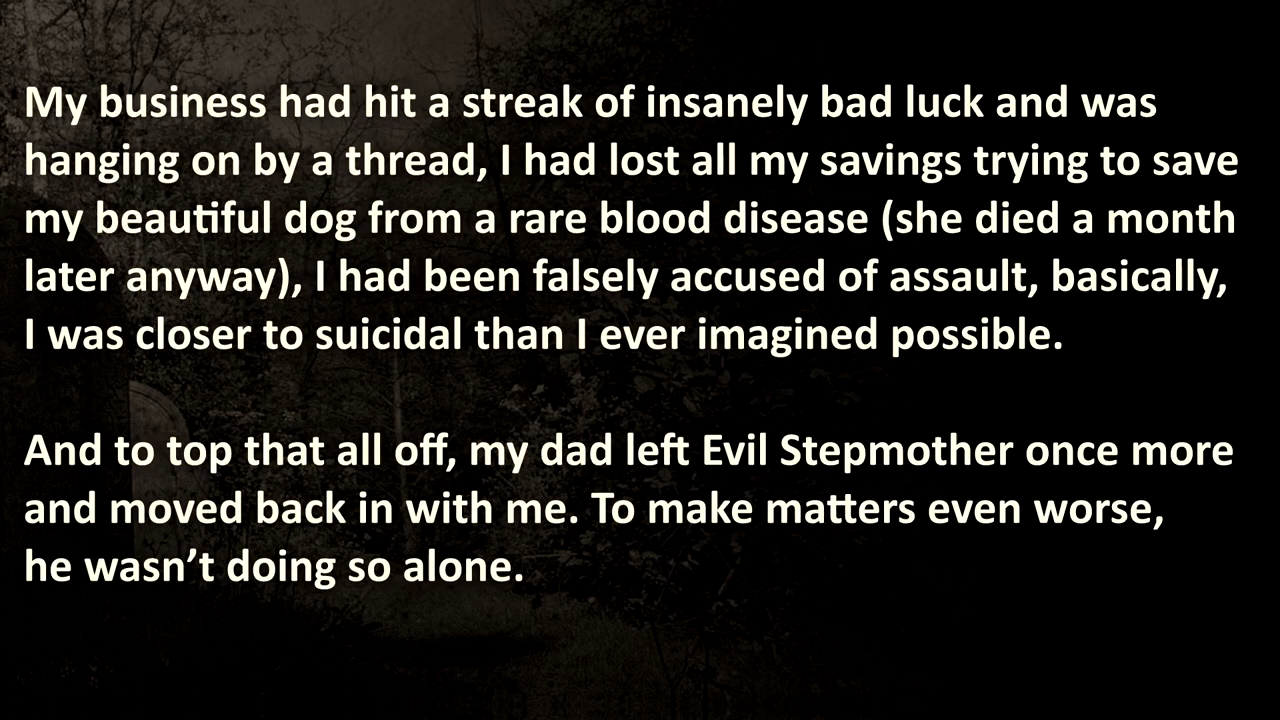 My business had hit a streak of insanely bad luck and was
hanging on by a thread, I had lost all my savings trying to save
my beautiful dog from a rare blood disease (she died a month
later anyway), I had been falsely accused of assault, basically,
I was closer to suicidal than I ever imagined possible.
And to top that all off, my dad left Evil Stepmother once more
and moved back in with me. To make matters even worse,
he wasn’t doing so alone.